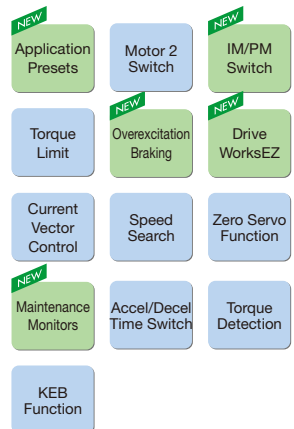 NEW
Application
Presets
Motor 2
Switch
NEW
IM/PM
Switch
Torque
Limit
NEW
Overexcitation
Braking
NEW
Drive
WorksEZ
Current
Vector
Control
Speed
Search
Zero Servo
Function
NEW
Maintenance
Monitors
Accel/Decel
Time Switch
Torque
Detection
KEB
Function